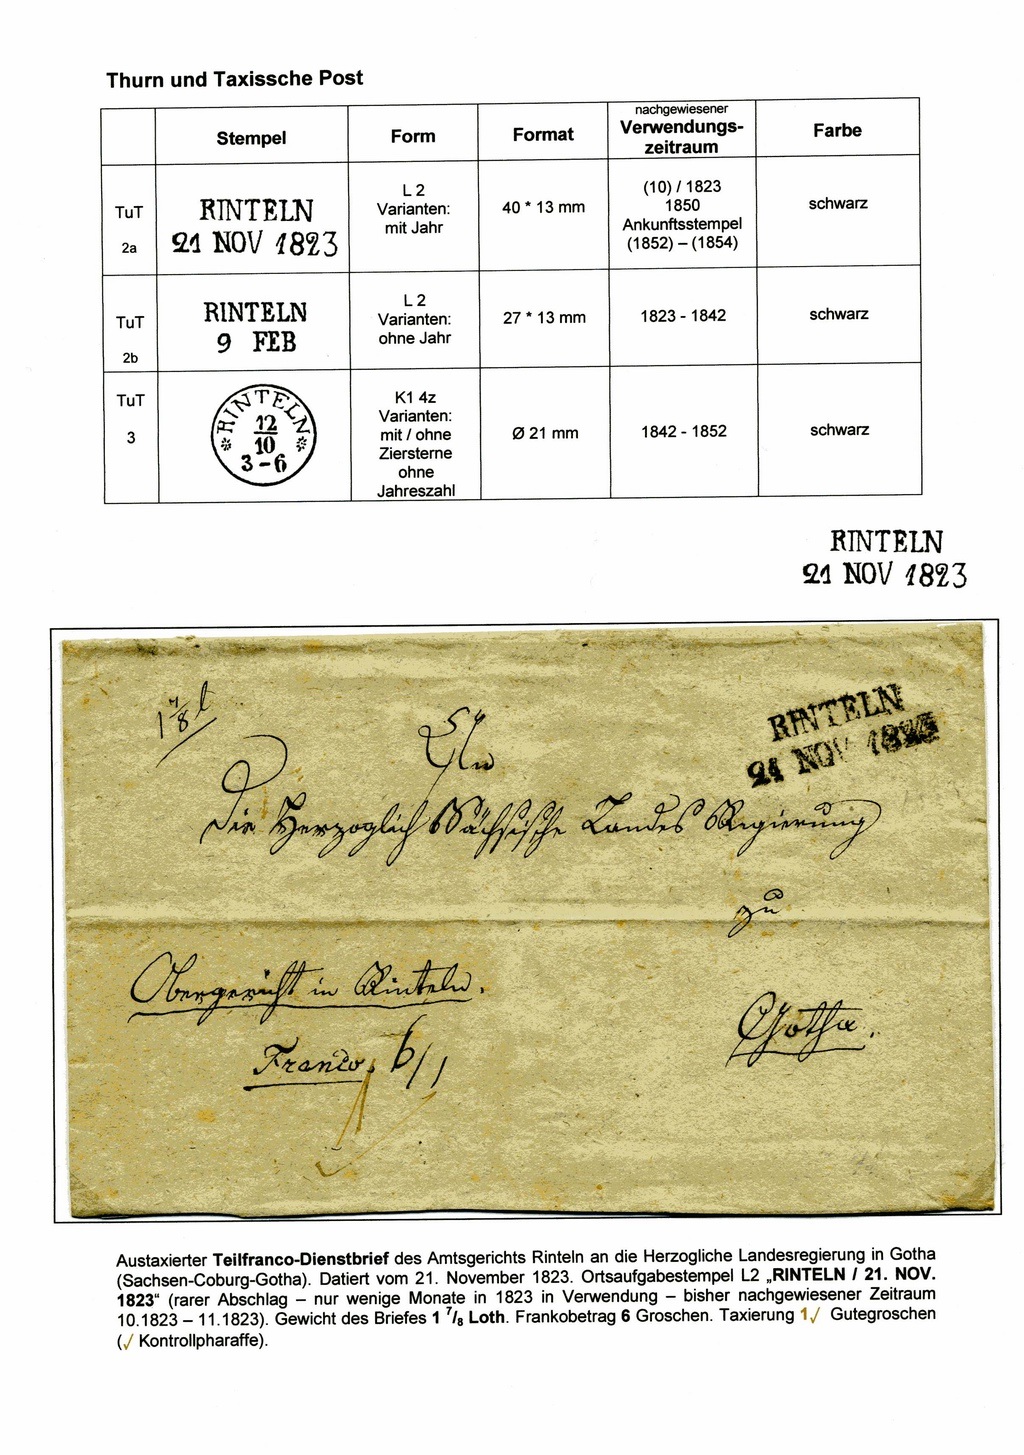 Thurn und Taxissche Post
Stempel
Form
Format
nachgewiesener
Verwendungs-
zeitraum
Farbe
TuT
2a
RINTELN
21 NOV 1823
L 2
Varianten:
mit Jahr
40 * 13 mm
(10) / 1823
1850
Ankunftsstempel
(1852) – (1854)
schwarz
TuT
2b
RINTELN
9 FEB
L 2
Varianten:
ohne Jahr
27 * 13 mm
1823 - 1842
schwarz
TuT
3
RINTELN
12
10
3-6
K1 4z
Varianten:
mit / ohne
Ziersterne
ohne
Jahreszahl
Ø 21 mm
1842 - 1852
schwarz
RINTELN
21 NOV 1823
1 7/8 l
RINTELN
21 NOV 1823
An
die Herzoglich Sächsische Landes Regierung
zu
Obergericht in Rinteln.
Gotha.
Franco. 6/1
Austaxierter Teilfranco-Dienstbrief des Amtsgerichts Rinteln an die Herzogliche Landesregierung in Gotha
(Sachsen-Coburg-Gotha). Datiert vom 21. November 1823. Ortsaufgabestempel L2 „RINTELN / 21. NOV.
1823“ (rarer Abschlag – nur wenige Monate in 1823 in Verwendung – bisher nachgewiesener Zeitraum
10.1823 – 11.1823). Gewicht des Briefes 1 7/8 Loth. Frankobetrag 6 Groschen. Taxierung 1√ Gutegroschen
(√ Kontrollpharaffe).